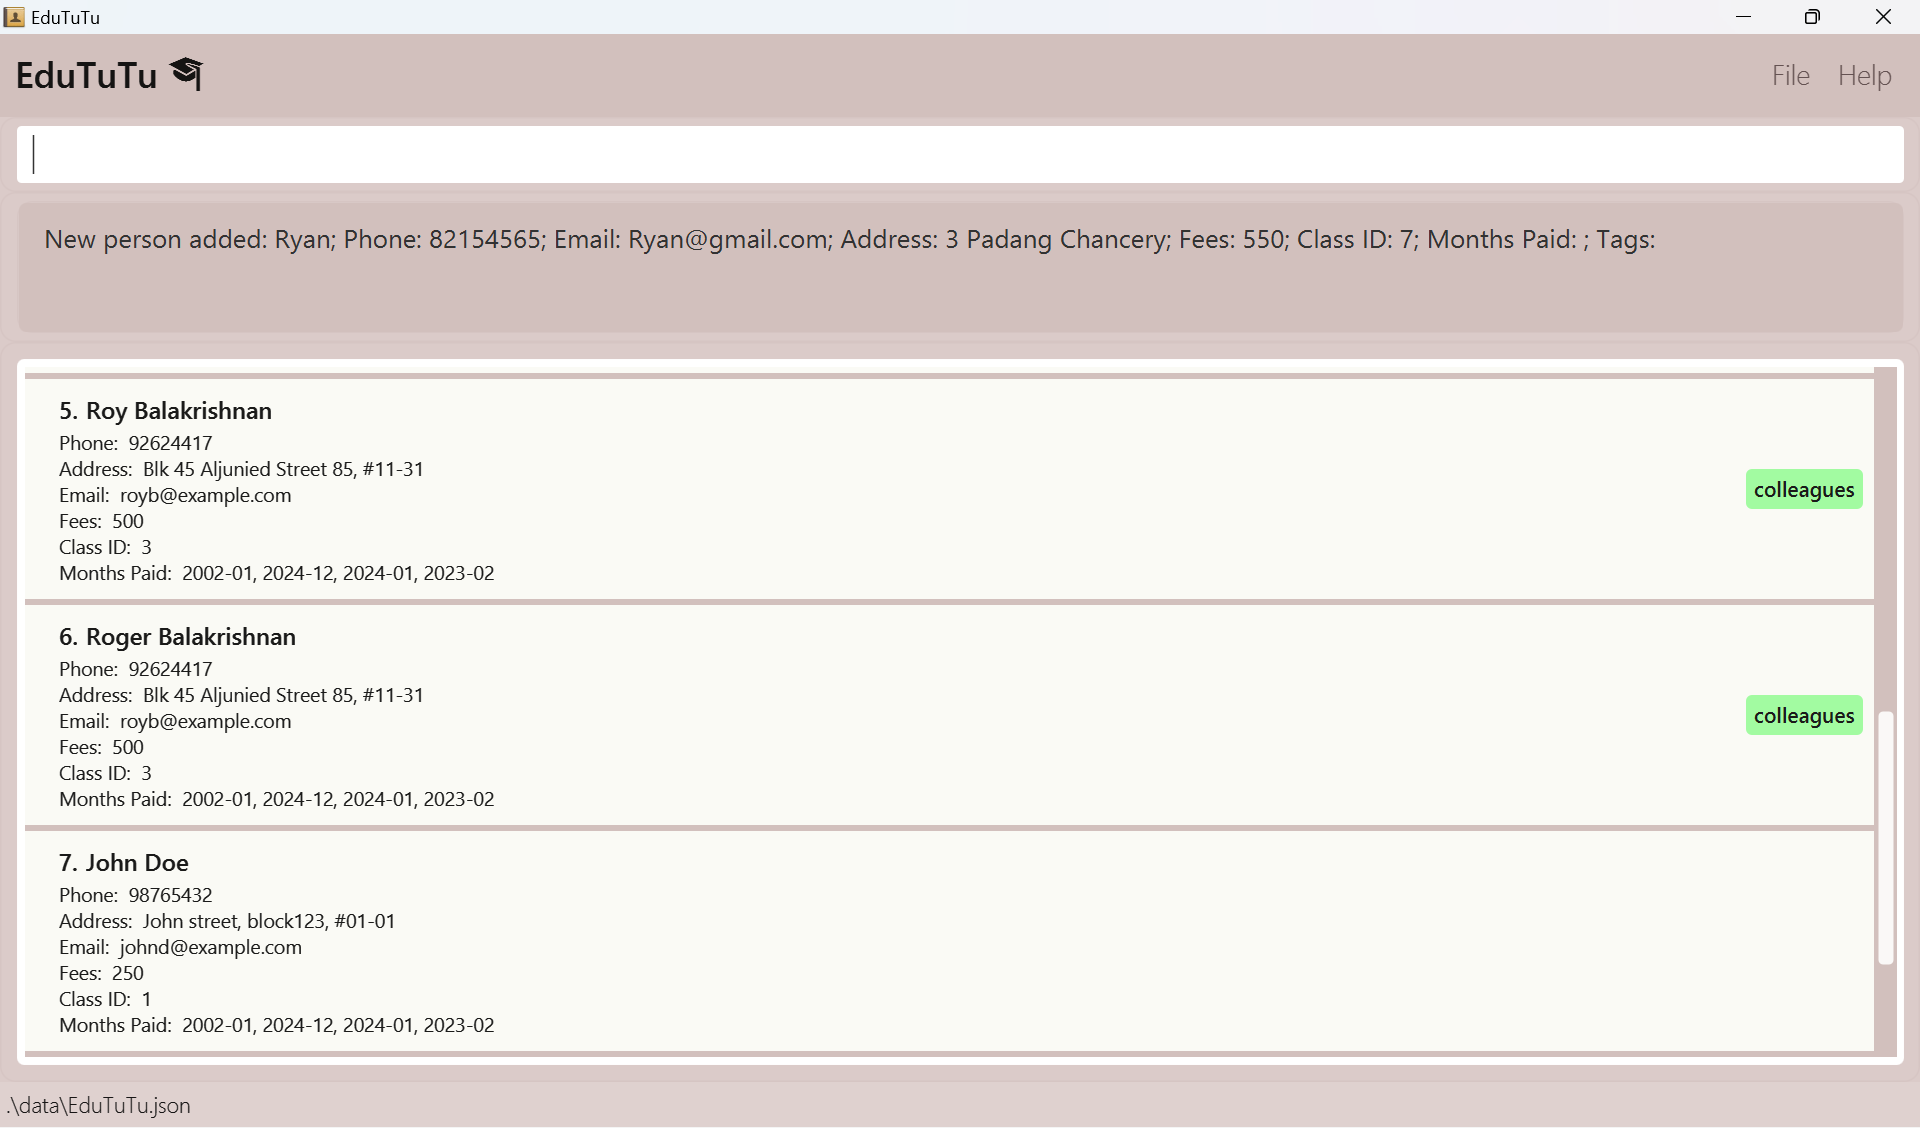 EduTuTu
EduTuTu
File Help
New person added: Ryan; Phone: 82154565; Email: Ryan@gmail.com; Address: 3 Padang Chancery; Fees: 550; Class ID: 7; Months Paid: ; Tags:
5. Roy Balakrishnan
Phone: 92624417
Address: Blk 45 Aljunied Street 85, #11-31
Email: royb@example.com
Fees: 500
Class ID: 3
Months Paid: 2002-01, 2024-12, 2024-01, 2023-02
colleagues
6. Roger Balakrishnan
Phone: 92624417
Address: Blk 45 Aljunied Street 85, #11-31
Email: royb@example.com
Fees: 500
Class ID: 3
Months Paid: 2002-01, 2024-12, 2024-01, 2023-02
colleagues
7. John Doe
Phone: 98765432
Address: John street, block123, #01-01
Email: johnd@example.com
Fees: 250
Class ID: 1
Months Paid: 2002-01, 2024-12, 2024-01, 2023-02
.\data\EduTuTu.json